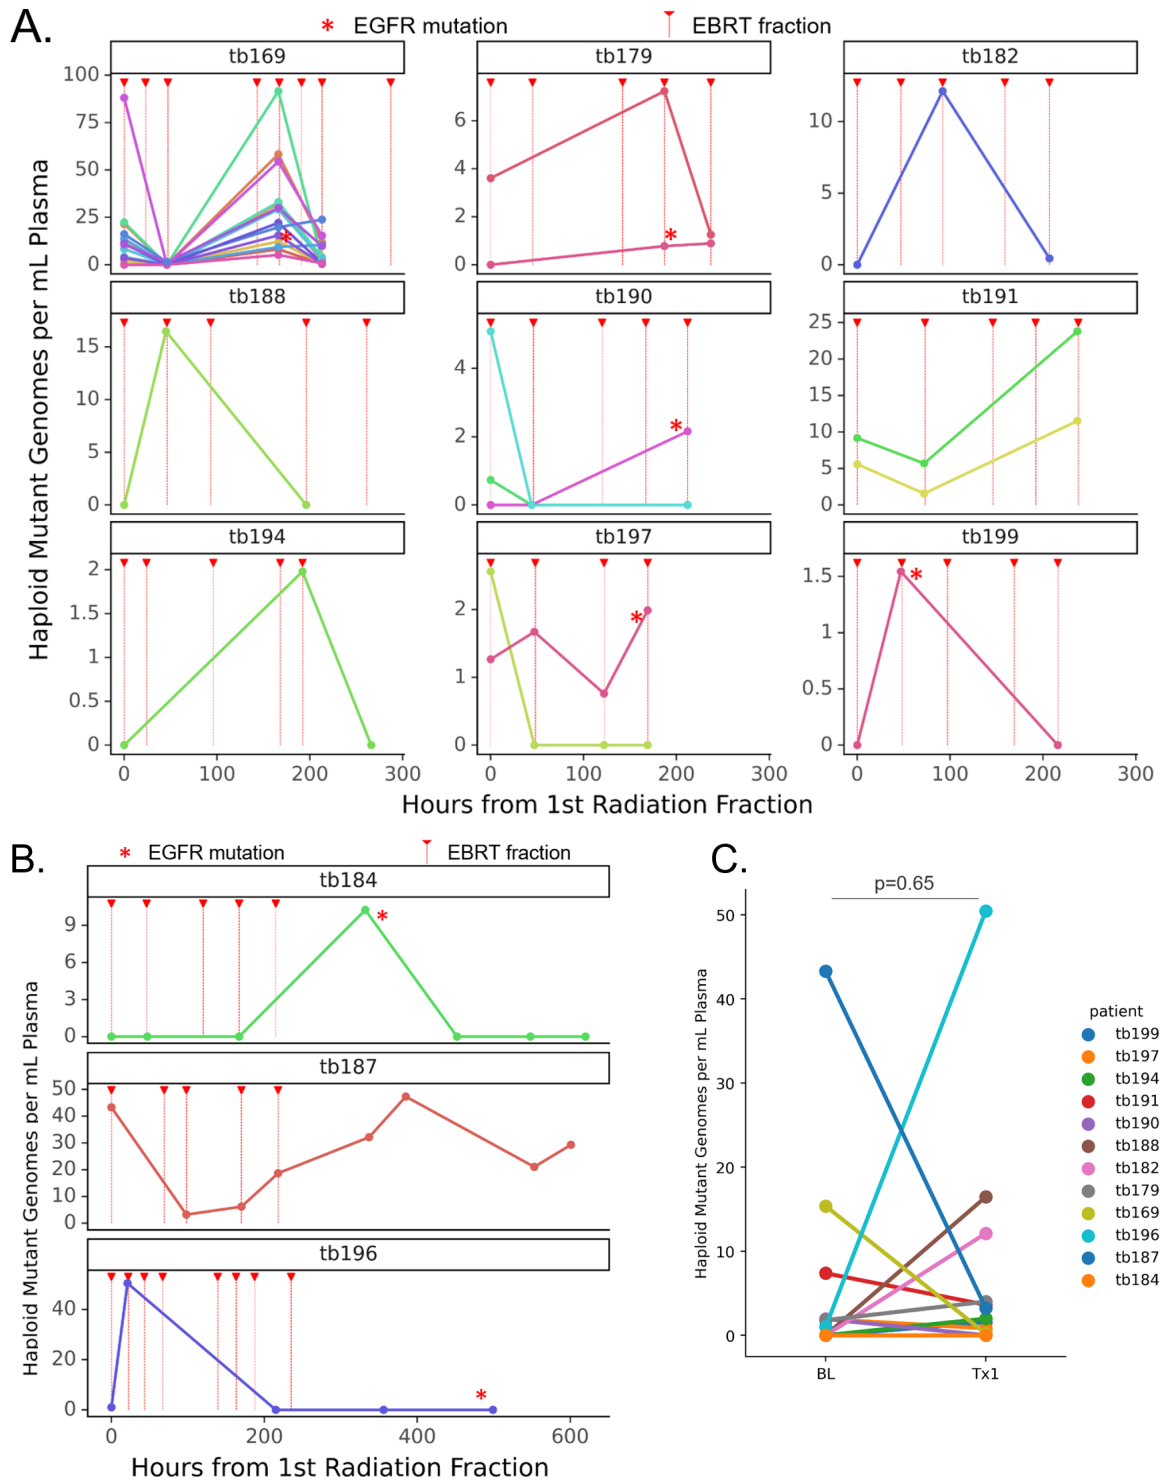 A.
* EGFR mutation EBRT fraction
tb169 tb179 tb182
100
75
50
25
0
6
4
2
0
10
5
0
tb188 tb190 tb191
15
10
5
0
4
2
0
25
20
15
10
5
0
tb194 tb197 tb199
2
1.5
1
0.5
0
2
1
0
1.5
1
0.5
0
0 100 200 300 0 100 200 300 0 100 200 300
Haploid Mutant Genomes per mL Plasma
Hours from 1st Radiation Fraction
B.
* EGFR mutation EBRT fraction
tb184
9
6
3
0
tb187
50
40
30
20
10
0
tb196
40
20
0
0 200 400 600
Haploid Mutant Genomes per mL Plasma
Hours from 1st Radiation Fraction
C.
p=0.65
50
40
30
20
10
0
BL Tx1
Haploid Mutant Genomes per mL Plasma
patient
tb199
tb197
tb194
tb191
tb190
tb188
tb182
tb179
tb169
tb196
tb187
tb184